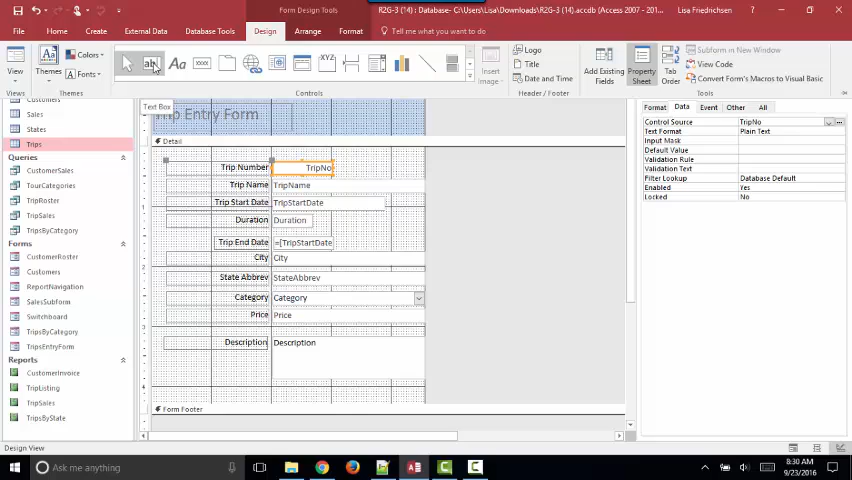 Form Design Tools
R2G-3 (14) : Database- C:\Users\Lisa\Downloads\R2G-3 (14).accdb (Access 2007 - 201...
Lisa Friedrichsen
File Home Create External Data Database Tools Design Arrange Format Tell me what you want to do
View
Themes
Colors
Fonts
Themes
Views
ab
Aa
xxxx
XYZ
Controls
Insert Image
Logo
Title
Date and Time
Header / Footer
Add Existing Fields
Property Sheet
Tab Order
Subform in New Window
View Code
Convert Form's Macros to Visual Basic
Tools
Text Box
Customers
Sales
States
Trips
Queries
CustomerSales
TourCategories
TripRoster
TripSales
TripsByCategory
Forms
CustomerRoster
Customers
ReportNavigation
SalesSubform
Switchboard
TripsByCategory
TripsEntryForm
Reports
CustomerInvoice
TripListing
TripSales
TripsByState
Trip Entry Form
Detail
Trip Number TripNo
Trip Name TripName
Trip Start Date TripStartDate
Duration Duration
Trip End Date =[TripStartDate
City City
State Abbrev StateAbbrev
Category Category
Price Price
Description Description
Form Footer
Format Data Event Other All
Control Source TripNo
Text Format Plain Text
Input Mask
Default Value
Validation Rule
Validation Text
Filter Lookup Database Default
Enabled Yes
Locked No
Design View
Ask me anything
8:30 AM
9/23/2016